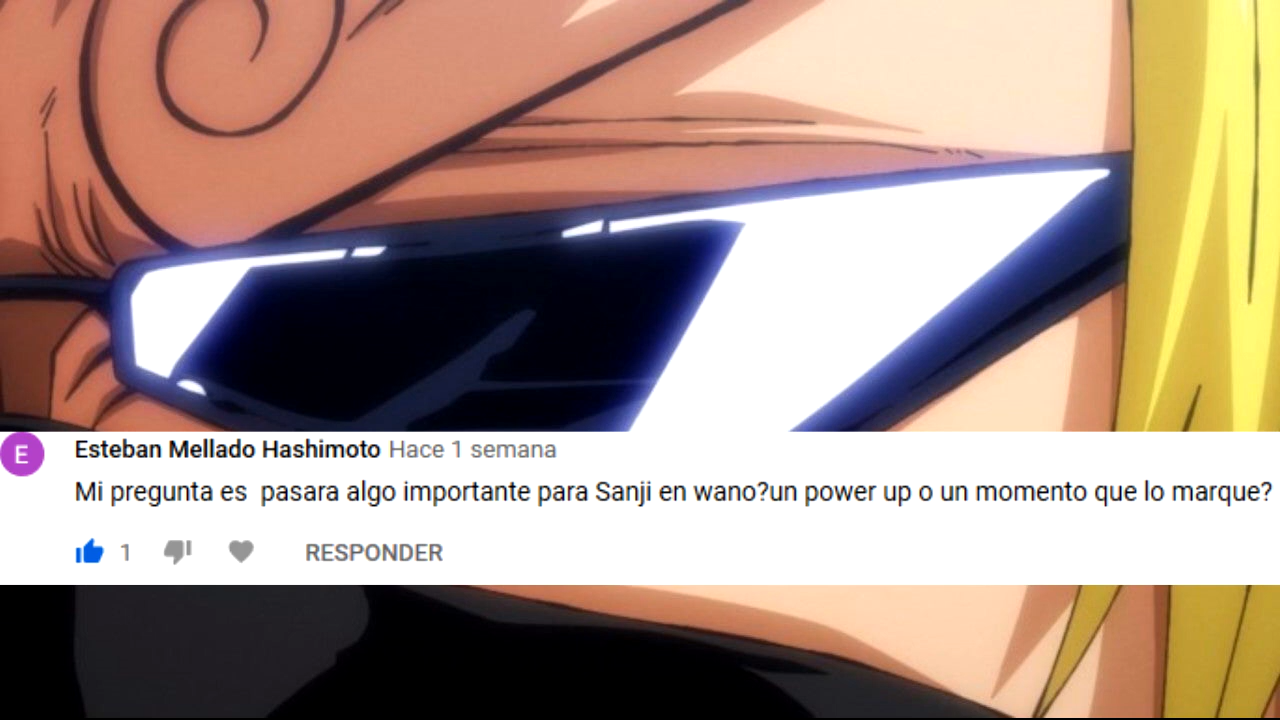 E
Esteban Mellado Hashimoto Hace 1 semana
Mi pregunta es  pasara algo importante para Sanji en wano?un power up o un momento que lo marque?
1 RESPONDER